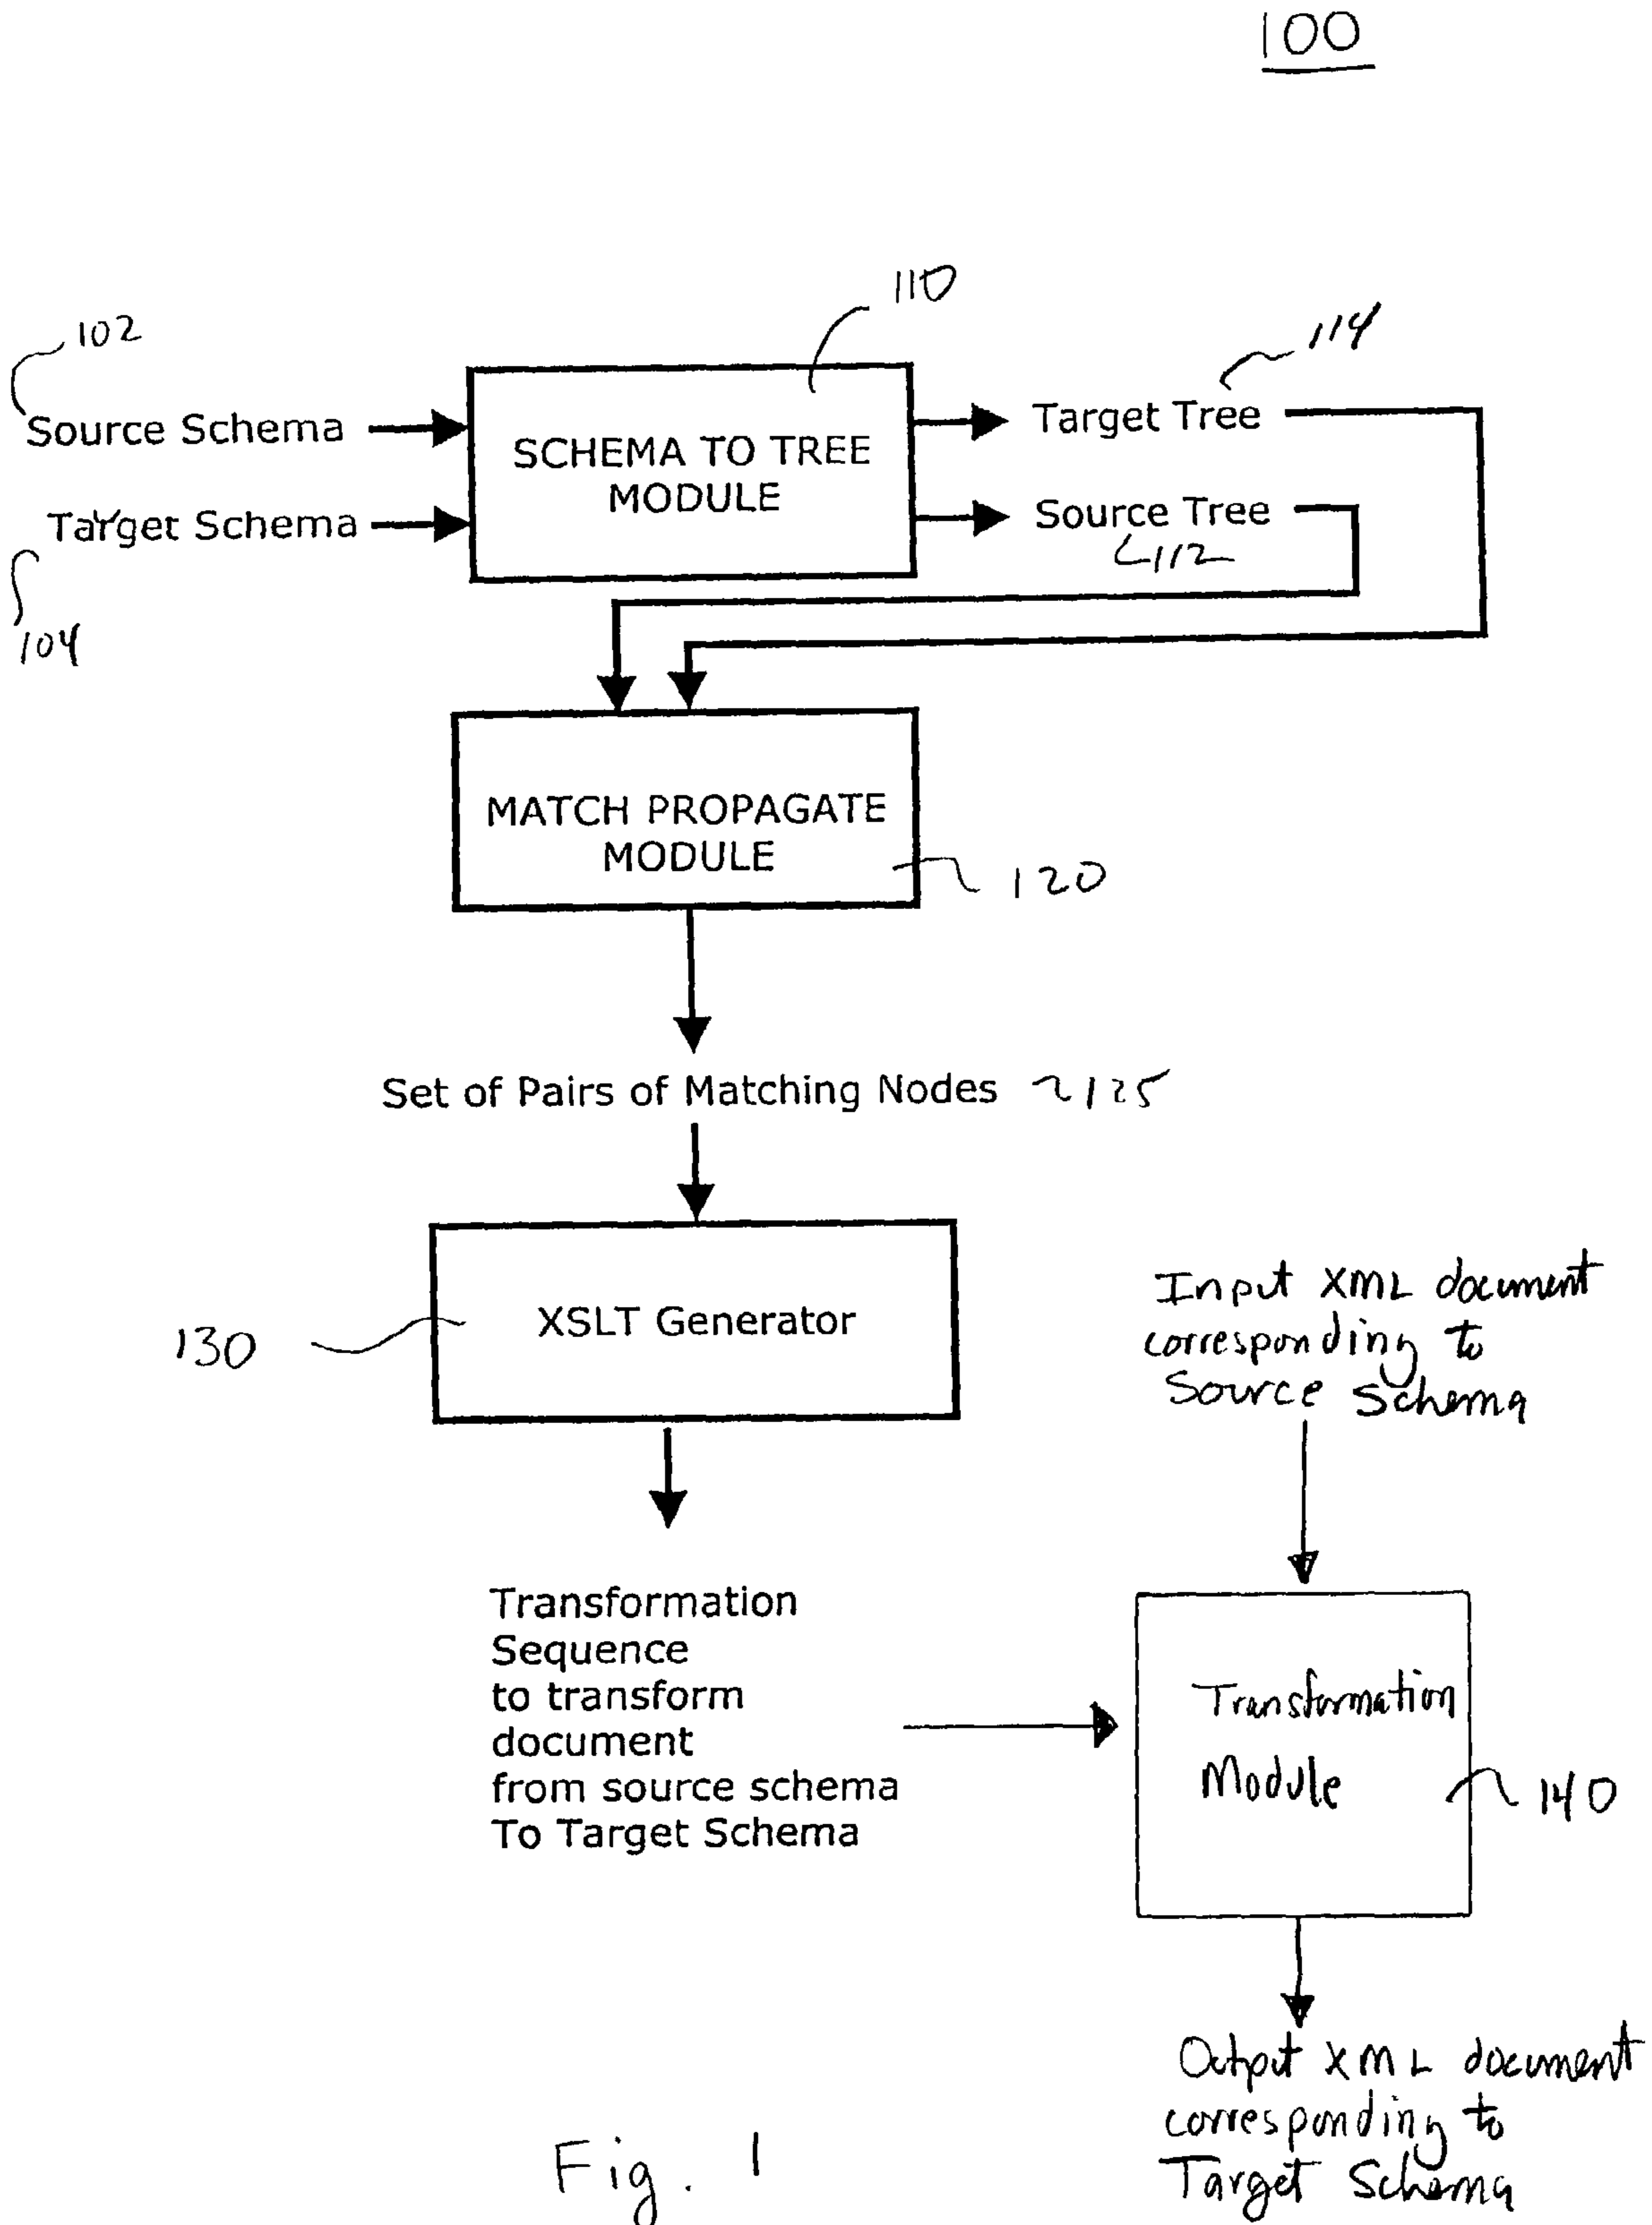 100
110
114
102
Source Schema
SCHEMA TO TREE
MODULE
Target Tree
Target Schema
Source Tree
112
104
MATCH PROPAGATE
MODULE
120
Set of Pairs of Matching Nodes
125
XSLT Generator
130
Input XML document
corresponding to
Source Schema
Transformation
Sequence
to transform
document
from source schema
To Target Schema
Transformation
Module
140
Output XML document
corresponding to
Target Schema
Fig. 1